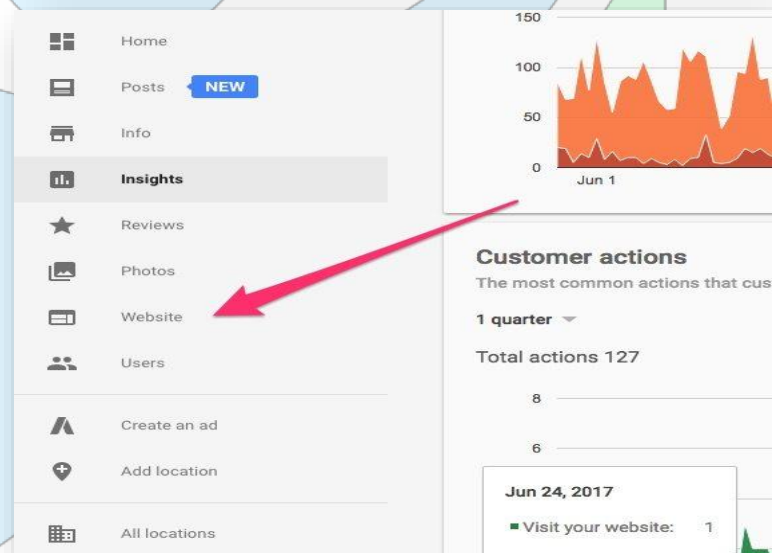 Home
Posts NEW
Info
Insights
Reviews
Photos
Website
Users
Create an ad
Add location
All locations
150
100
50
0
Jun 1
Customer actions
The most common actions that cus
1 quarter
Total actions 127
8
6
Jun 24, 2017
Visit your website: 1